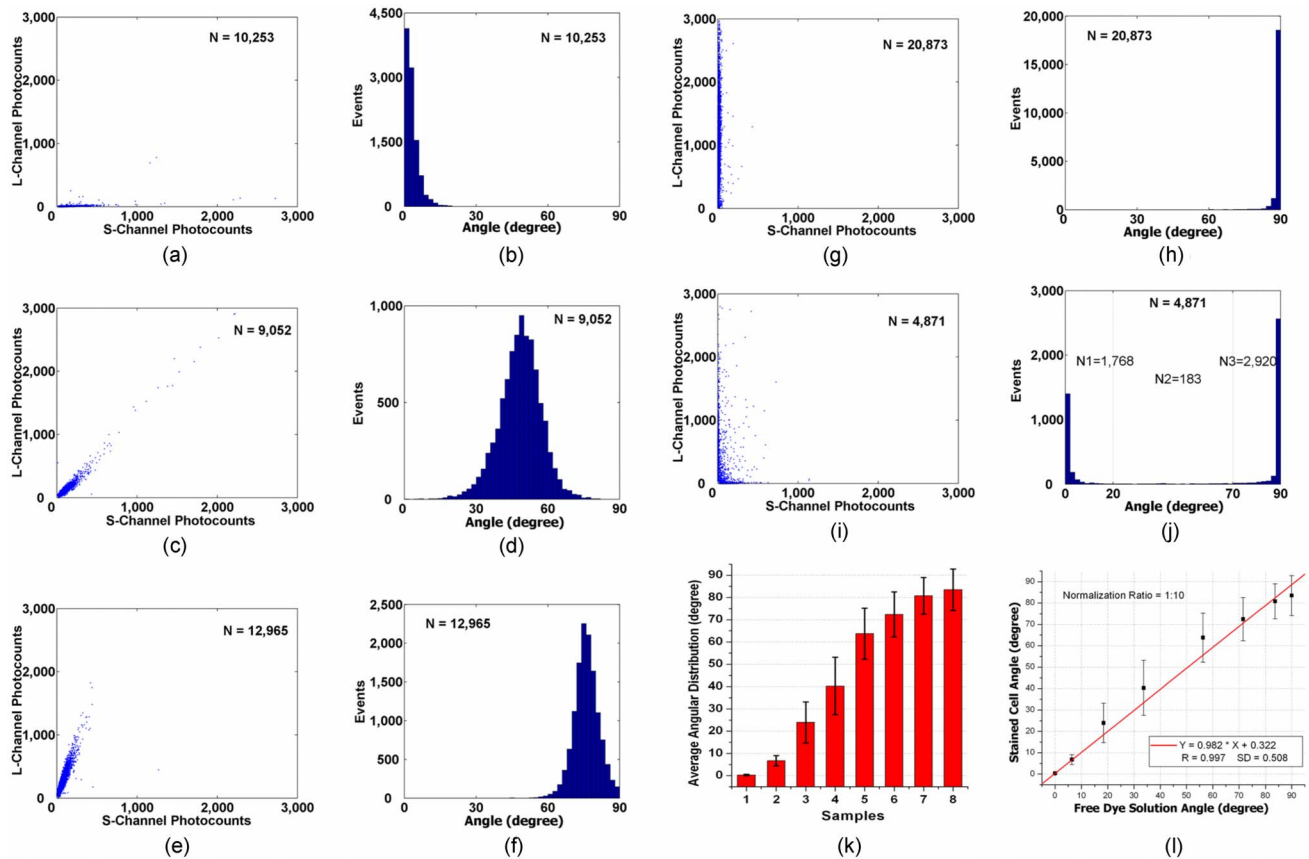 3,000
2,000
1,000
0
L-Channel Photocounts
N = 10,253
0 1,000 2,000 3,000
S-Channel Photocounts
(a)
4,500
3,000
1,500
0
Events
N = 10,253
0 30 60 90
Angle (degree)
(b)
3,000
2,000
1,000
0
L-Channel Photocounts
N = 20,873
0 1,000 2,000 3,000
S-Channel Photocounts
(g)
20,000
15,000
10,000
5,000
0
Events
N = 20,873
0 30 60 90
Angle (degree)
(h)
3,000
2,000
1,000
0
L-Channel Photocounts
N = 9,052
0 1,000 2,000 3,000
S-Channel Photocounts
(c)
1,000
500
0
Events
N = 9,052
0 30 60 90
Angle (degree)
(d)
3,000
2,000
1,000
0
L-Channel Photocounts
N = 4,871
0 1,000 2,000 3,000
S-Channel Photocounts
(i)
3,000
2,000
1,000
0
Events
N = 4,871
N1=1,768
N2=183
N3=2,920
0 20 70 90
Angle (degree)
(j)
3,000
2,000
1,000
0
L-Channel Photocounts
N = 12,965
0 1,000 2,000 3,000
S-Channel Photocounts
(e)
2,500
2,000
1,500
1,000
500
0
Events
N = 12,965
0 30 60 90
Angle (degree)
(f)
90
80
70
60
50
40
30
20
10
0
Average Angular Distribution (degree)
1 2 3 4 5 6 7 8
Samples
(k)
90
80
70
60
50
40
30
20
10
0
Stained Cell Angle (degree)
Normalization Ratio = 1:10
Y = 0.982 * X + 0.322
R = 0.997 SD = 0.508
0 10 20 30 40 50 60 70 80 90
Free Dye Solution Angle (degree)
(l)